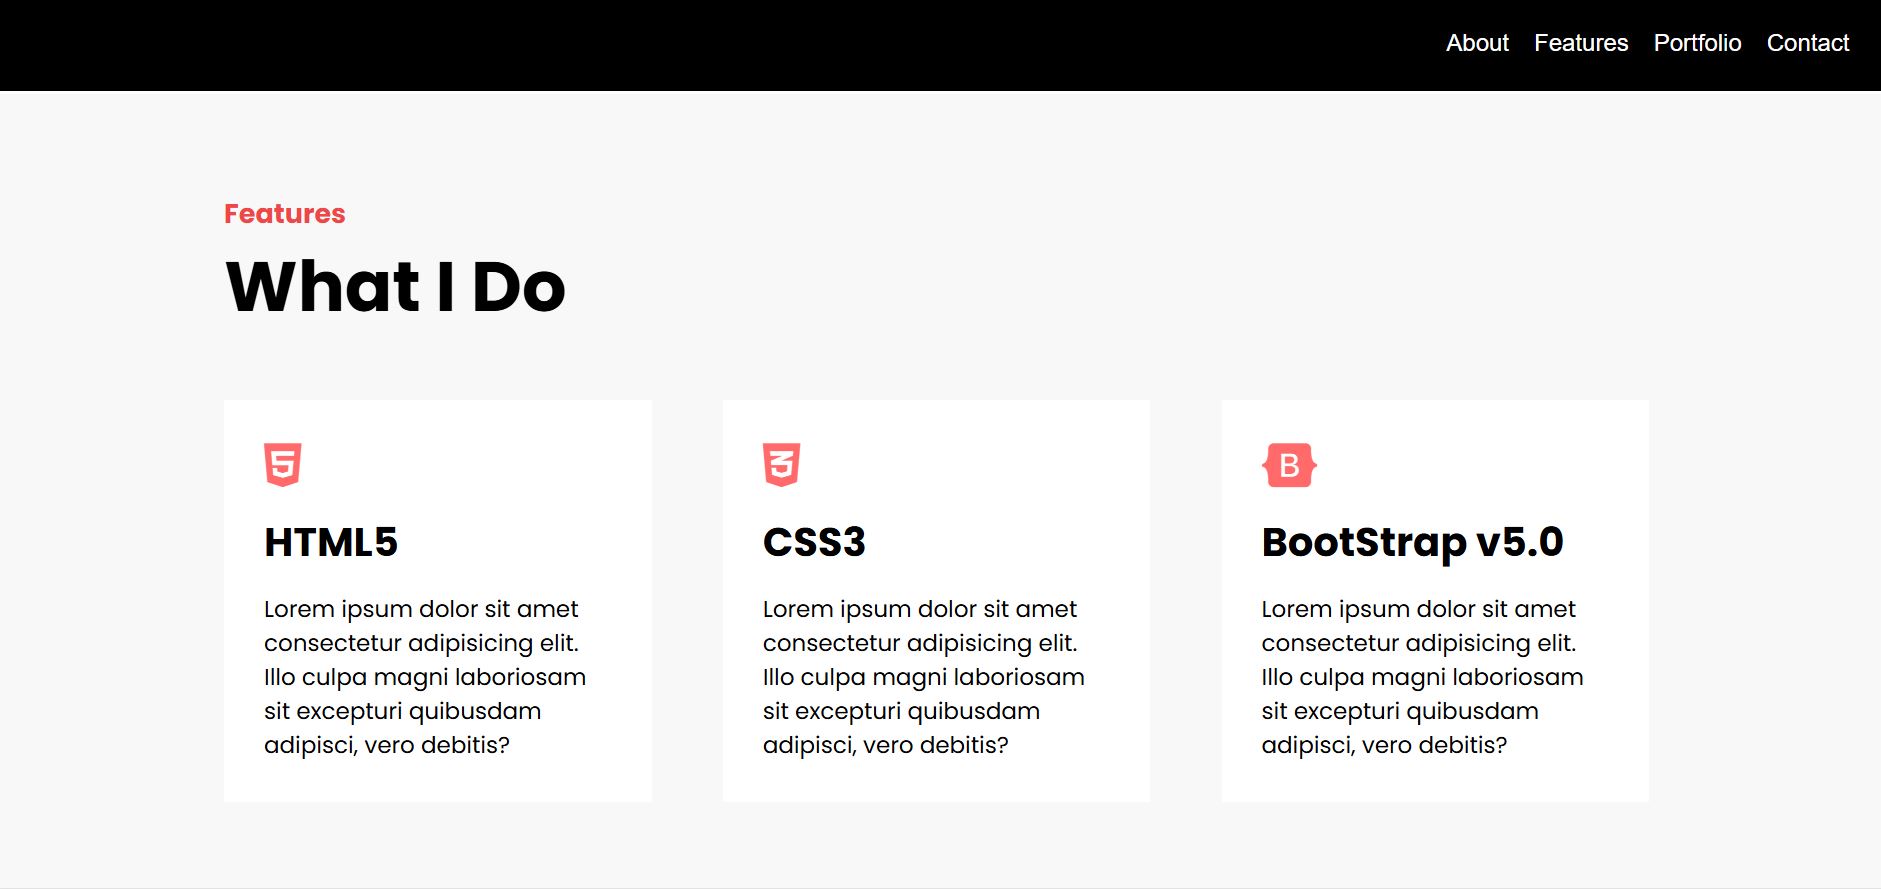 About Features Portfolio Contact
Features
What I Do
HTML5
Lorem ipsum dolor sit amet
consectetur adipisicing elit.
Illo culpa magni laboriosam
sit excepturi quibusdam
adipisci, vero debitis?
CSS3
Lorem ipsum dolor sit amet
consectetur adipisicing elit.
Illo culpa magni laboriosam
sit excepturi quibusdam
adipisci, vero debitis?
B
BootStrap v5.0
Lorem ipsum dolor sit amet
consectetur adipisicing elit.
Illo culpa magni laboriosam
sit excepturi quibusdam
adipisci, vero debitis?